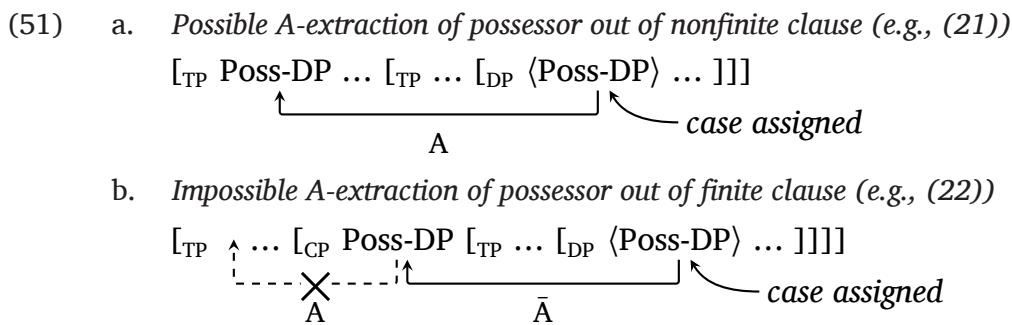 (51) a. Possible A-extraction of possessor out of nonfinite clause (e.g., (21))
[TP Poss-DP … [TP … [DP ⟨Poss-DP⟩ … ]]]
case assigned
A
b. Impossible A-extraction of possessor out of finite clause (e.g., (22))
[TP … [CP Poss-DP [TP … [DP ⟨Poss-DP⟩ … ]]]]
case assigned
A Ā